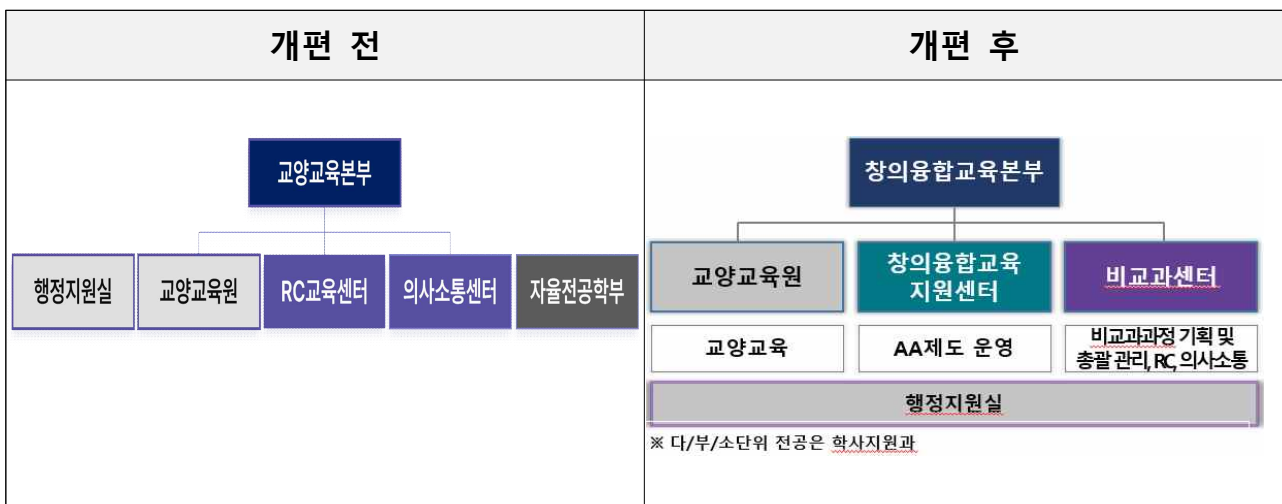 개편 전
개편 후
교양교육본부
행정지원실
교양교육원
RC교육센터
의사소통센터
자율전공학부
창의융합교육본부
교양교육원
창의융합교육
지원센터
비교과센터
교양교육
AA제도 운영
비교과과정 기획 및
총괄 관리, RC, 의사소통
행정지원실
※ 다/부/소단위 전공은 학사지원과